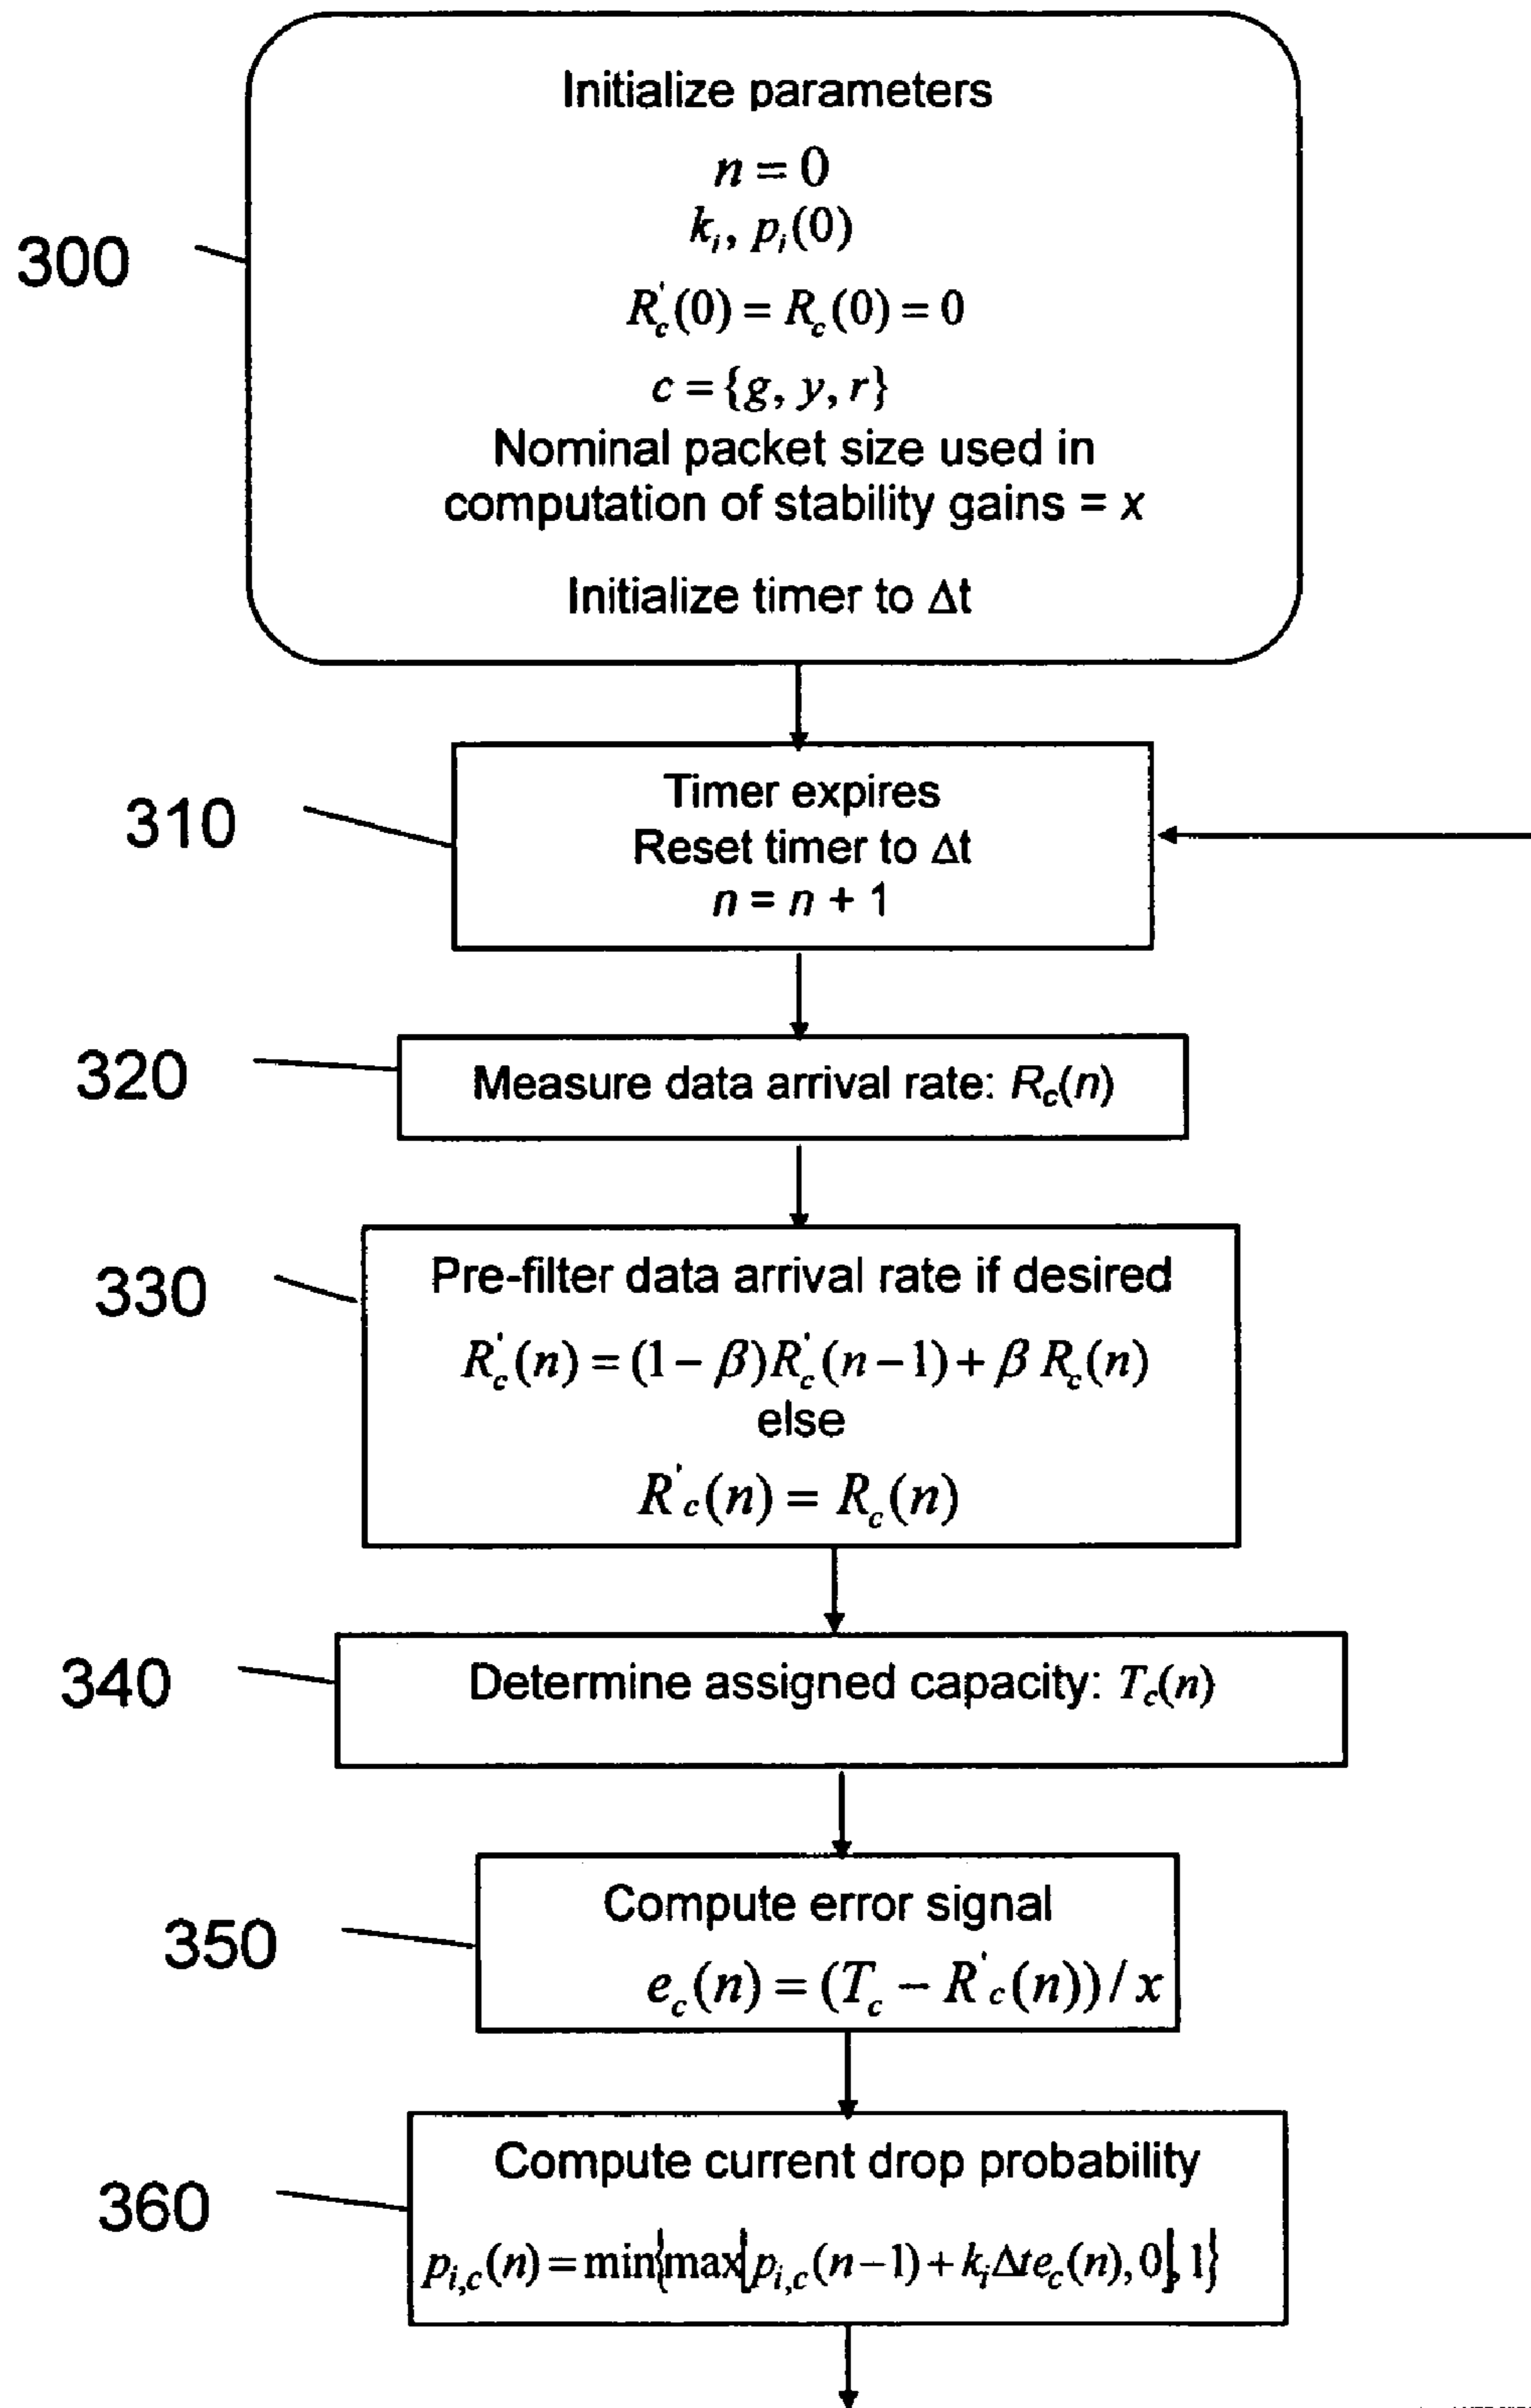 Initialize parameters
n = 0
k_i, p_i(0)
300
R'_c(0) = R_c(0) = 0
c = {g, y, r}
Nominal packet size used in
computation of stability gains = x
Initialize timer to Δt
310
Timer expires
Reset timer to Δt
n = n + 1
320
Measure data arrival rate: R_c(n)
330
Pre-filter data arrival rate if desired
R'_c(n) = (1 − β)R'_c(n−1) + β R_c(n)
else
R'_c(n) = R_c(n)
340
Determine assigned capacity: T_c(n)
350
Compute error signal
e_c(n) = (T_c − R'_c(n)) / x
360
Compute current drop probability
p_{i,c}(n) = min{max[p_{i,c}(n−1) + k_iΔte_c(n), 0], 1}